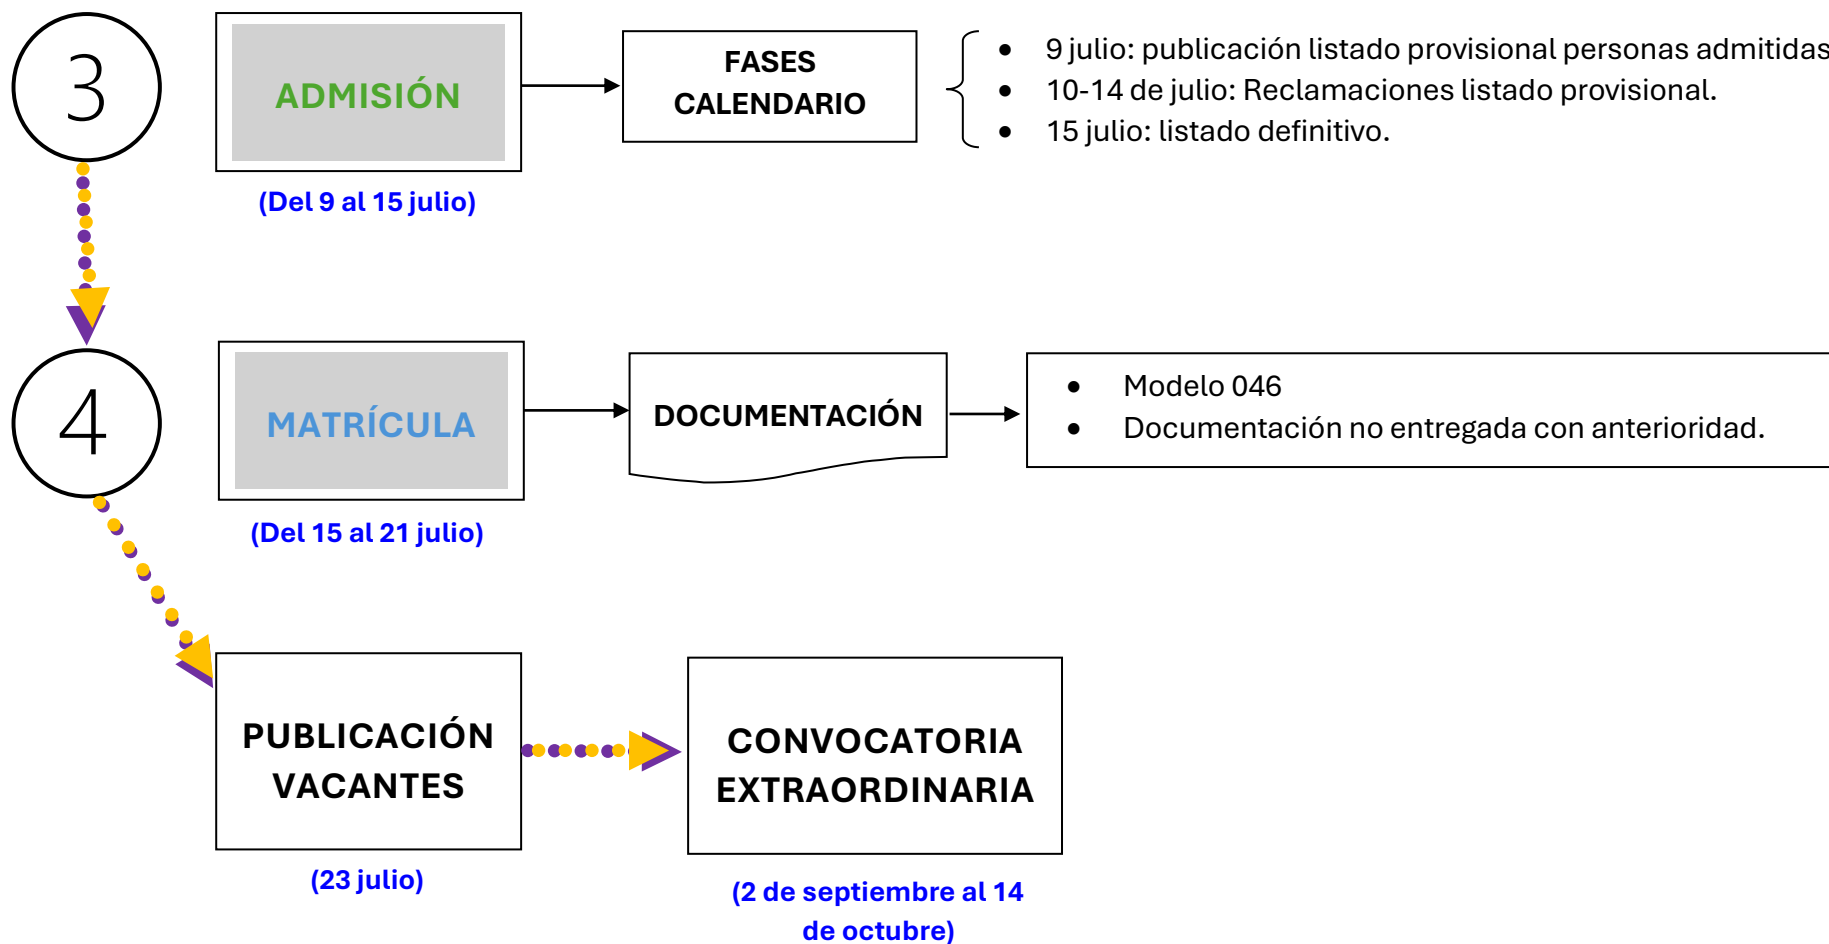 3
ADMISIÓN
(Del 9 al 15 julio)
FASES
CALENDARIO
• 9 julio: publicación listado provisional personas admitidas
• 10-14 de julio: Reclamaciones listado provisional.
• 15 julio: listado definitivo.
4
MATRÍCULA
(Del 15 al 21 julio)
DOCUMENTACIÓN
• Modelo 046
• Documentación no entregada con anterioridad.
PUBLICACIÓN
VACANTES
(23 julio)
CONVOCATORIA
EXTRAORDINARIA
(2 de septiembre al 14
de octubre)